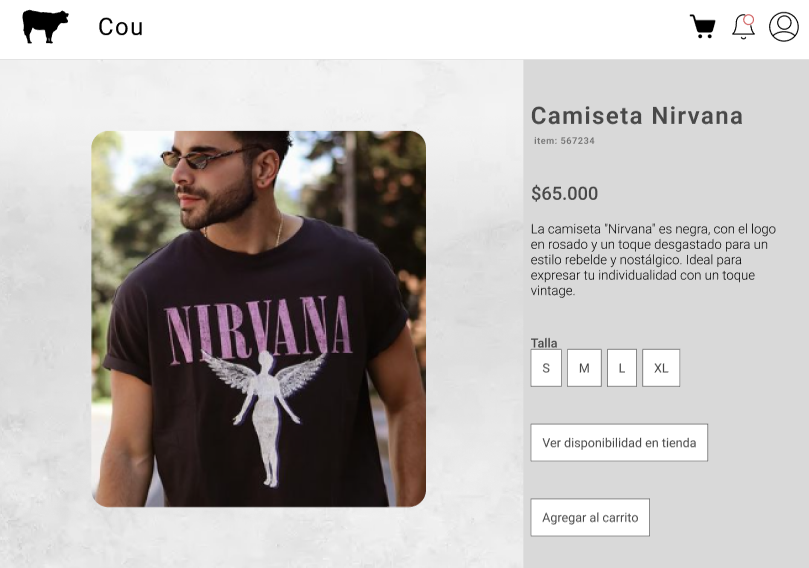 Cou
Camiseta Nirvana
item: 567234
$65.000
La camiseta "Nirvana" es negra, con el logo
en rosado y un toque desgastado para un
estilo rebelde y nostálgico. Ideal para
expresar tu individualidad con un toque
vintage.
NIRVANA
Talla
S M L XL
Ver disponibilidad en tienda
Agregar al carrito